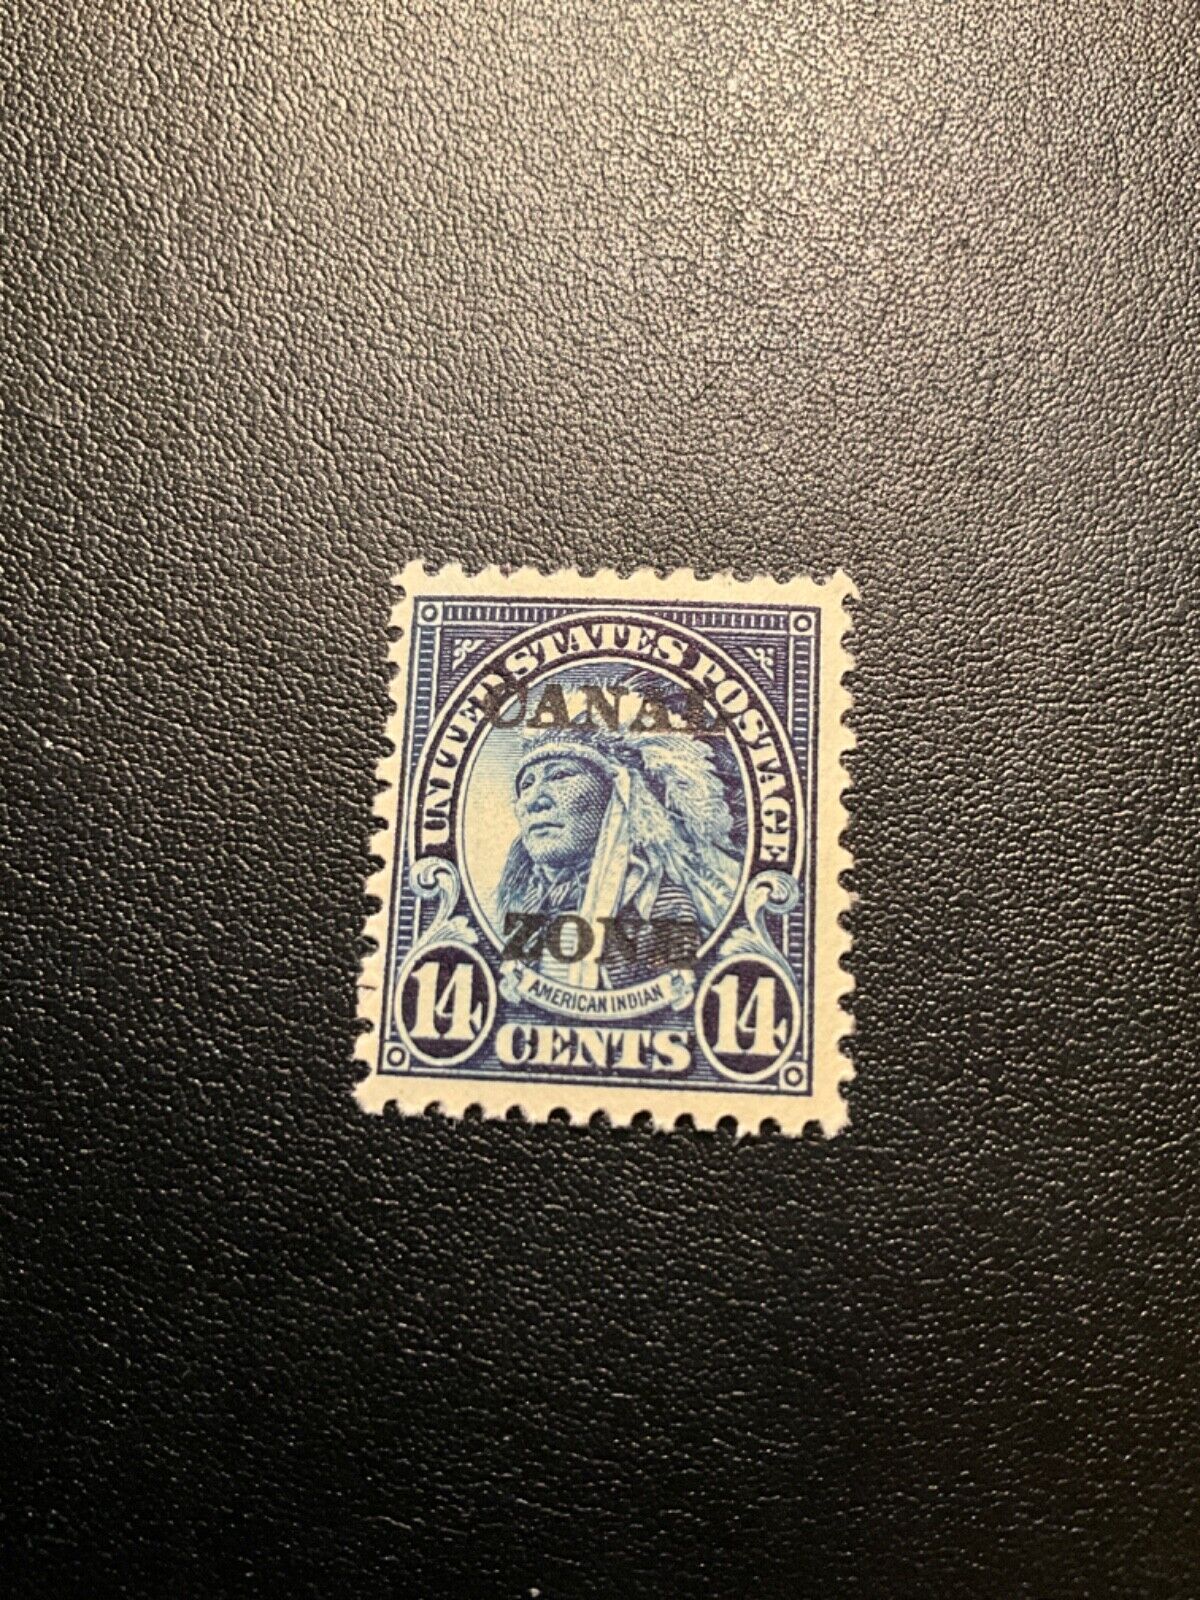 UNITED STATES POSTAGE
CANAL
ZONE
AMERICAN INDIAN
14 CENTS 14